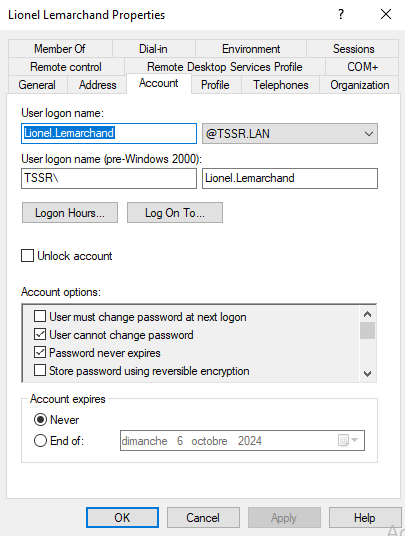 Lionel Lemarchand Properties ? ×
Member Of Dial-in Environment Sessions
Remote control Remote Desktop Services Profile COM+
General Address Account Profile Telephones Organization
User logon name:
Lionel.Lemarchand @TSSR.LAN
User logon name (pre-Windows 2000):
TSSR\ Lionel.Lemarchand
Logon Hours... Log On To...
Unlock account
Account options:
User must change password at next logon
User cannot change password
Password never expires
Store password using reversible encryption
Account expires
Never
End of: dimanche 6 octobre 2024
OK Cancel Apply Help